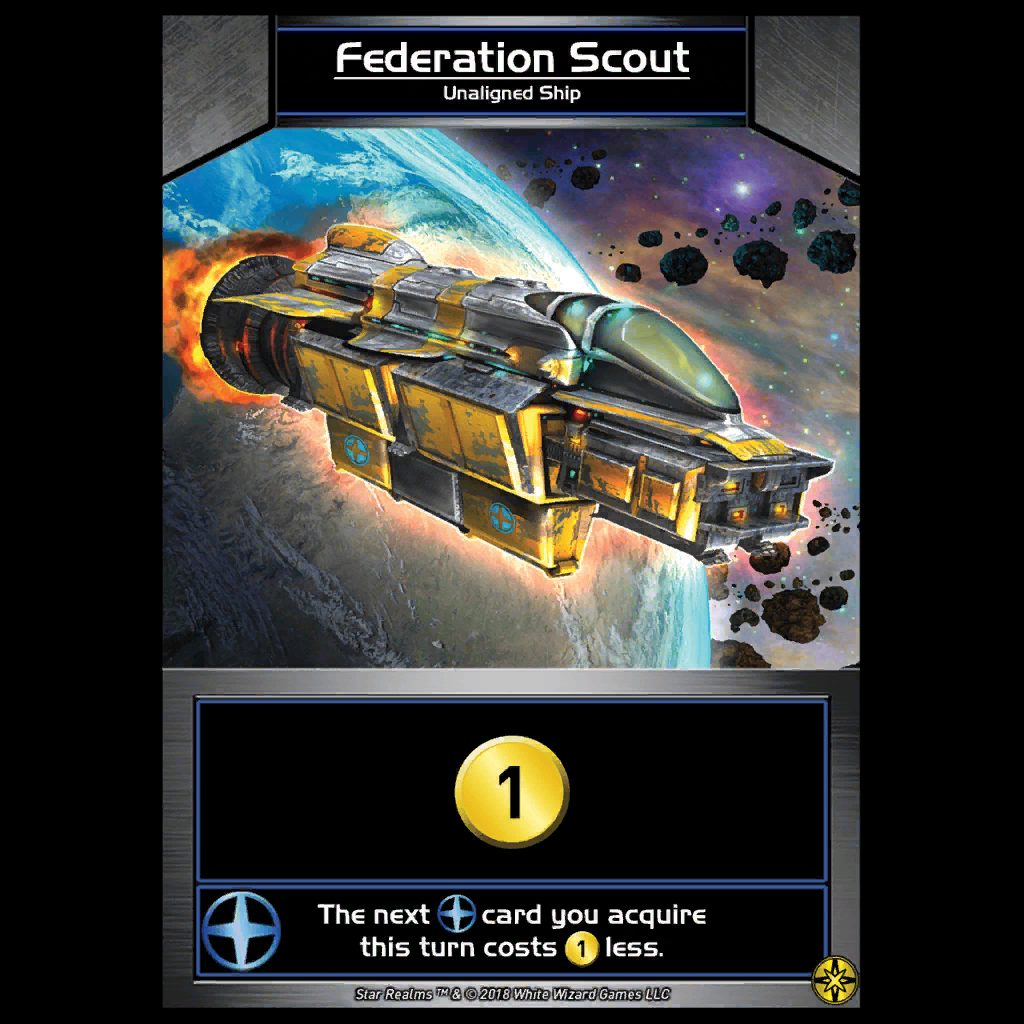 Federation Scout
Unaligned Ship
1
The next card you acquire
this turn costs 1 less.
Star Realms ™ & © 2018 White Wizard Games LLC